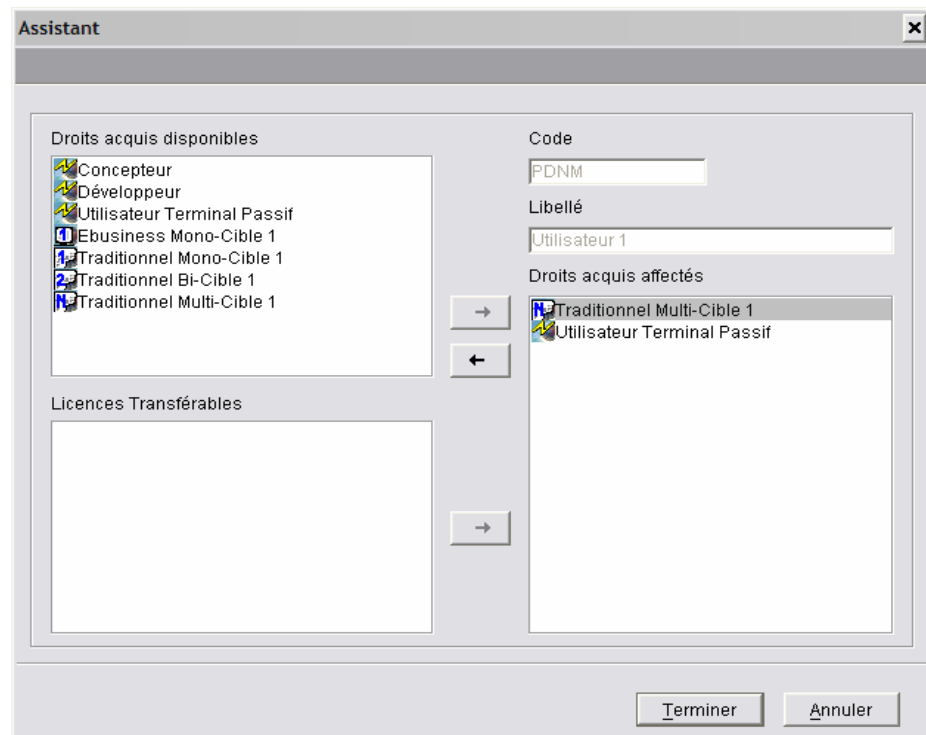 Assistant
Droits acquis disponibles
Concepteur
Développeur
Utilisateur Terminal Passif
Ebusiness Mono-Cible 1
Traditionnel Mono-Cible 1
Traditionnel Bi-Cible 1
Traditionnel Multi-Cible 1
Licences Transférables
Code
PDNM
Libellé
Utilisateur 1
Droits acquis affectés
Traditionnel Multi-Cible 1
Utilisateur Terminal Passif
Terminer
Annuler